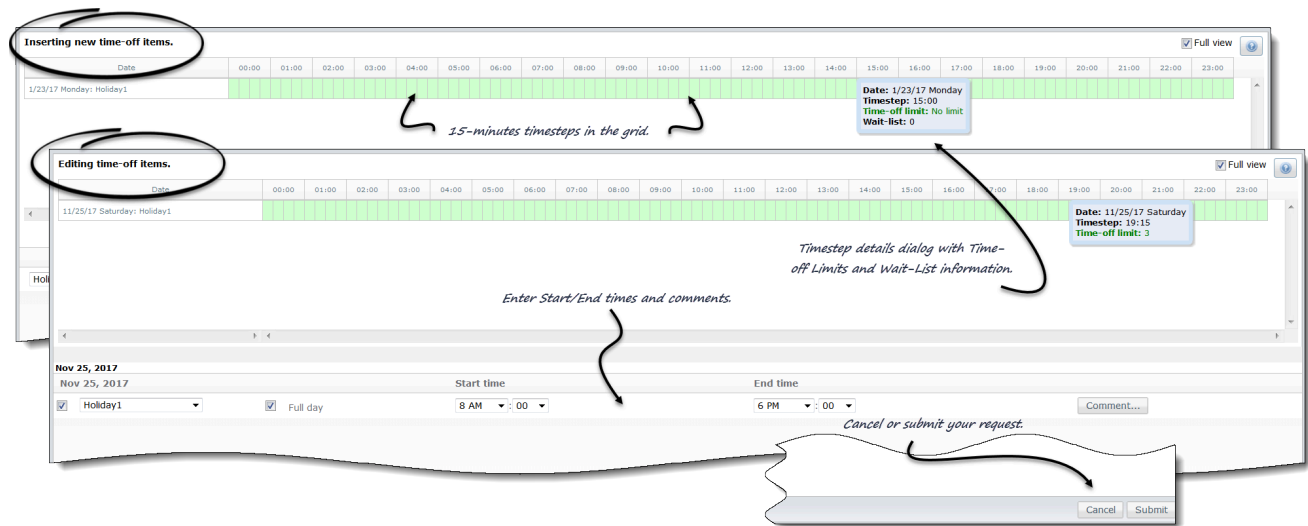 Inserting new time-off items.
Full view
Date 00:00 01:00 02:00 03:00 04:00 05:00 06:00 07:00 08:00 09:00 10:00 11:00 12:00 13:00 14:00 15:00 16:00 17:00 18:00 19:00 20:00 21:00 22:00 23:00
1/23/17 Monday: Holiday1
Date: 1/23/17 Monday
Timestep: 15:00
Time-off limit: No limit
Wait-list: 0
15-minutes timesteps in the grid.
Editing time-off items.
Full view
Date 00:00 01:00 02:00 03:00 04:00 05:00 06:00 07:00 08:00 09:00 10:00 11:00 12:00 13:00 14:00 15:00 16:00 17:00 18:00 19:00 20:00 21:00 22:00 23:00
11/25/17 Saturday: Holiday1
Date: 11/25/17 Saturday
Timestep: 19:15
Time-off limit: 3
Timestep details dialog with Time-
off Limits and Wait-List information.
Holi
Enter Start/End times and comments.
Nov 25, 2017
Nov 25, 2017 Start time End time
Holiday1 Full day 8 AM : 00 6 PM : 00 Comment...
Cancel or submit your request.
Cancel Submit